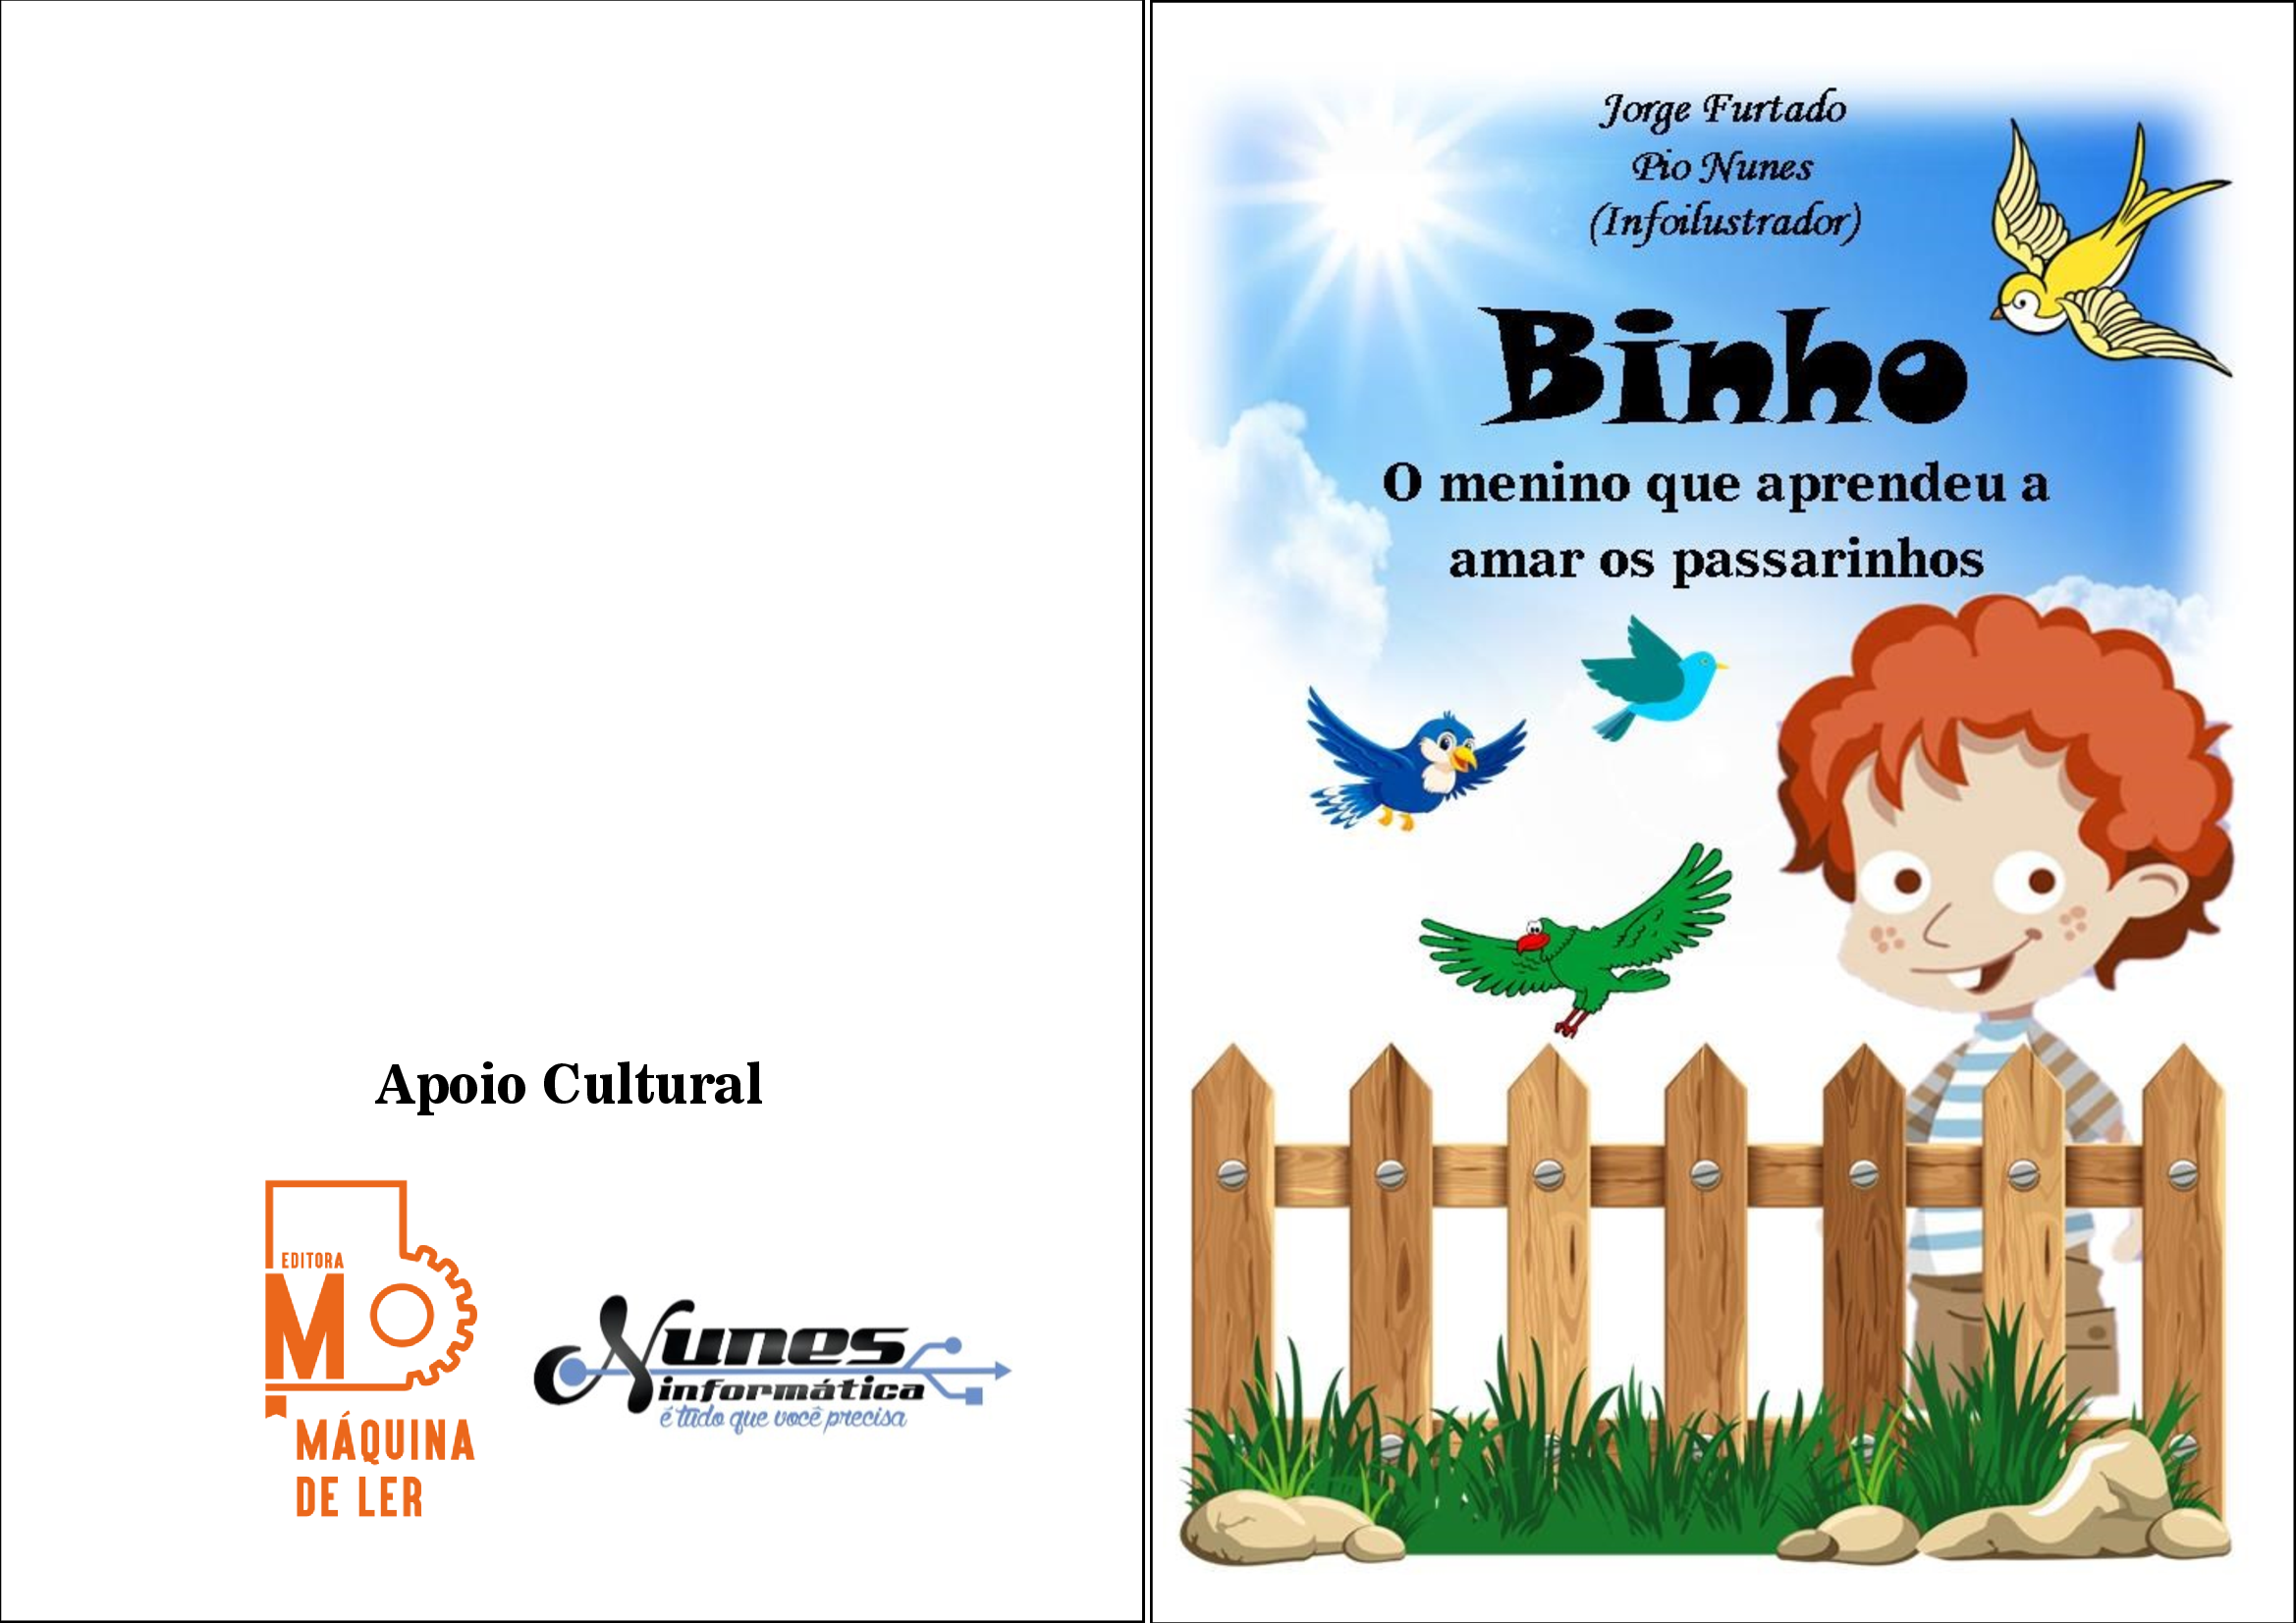 Apoio Cultural
EDITORA
M
MÁQUINA
DE LER
Nunes
informática
é tudo que você precisa
Jorge Furtado
Pio Nunes
(Infoilustrador)
Binho
O menino que aprendeu a
amar os passarinhos